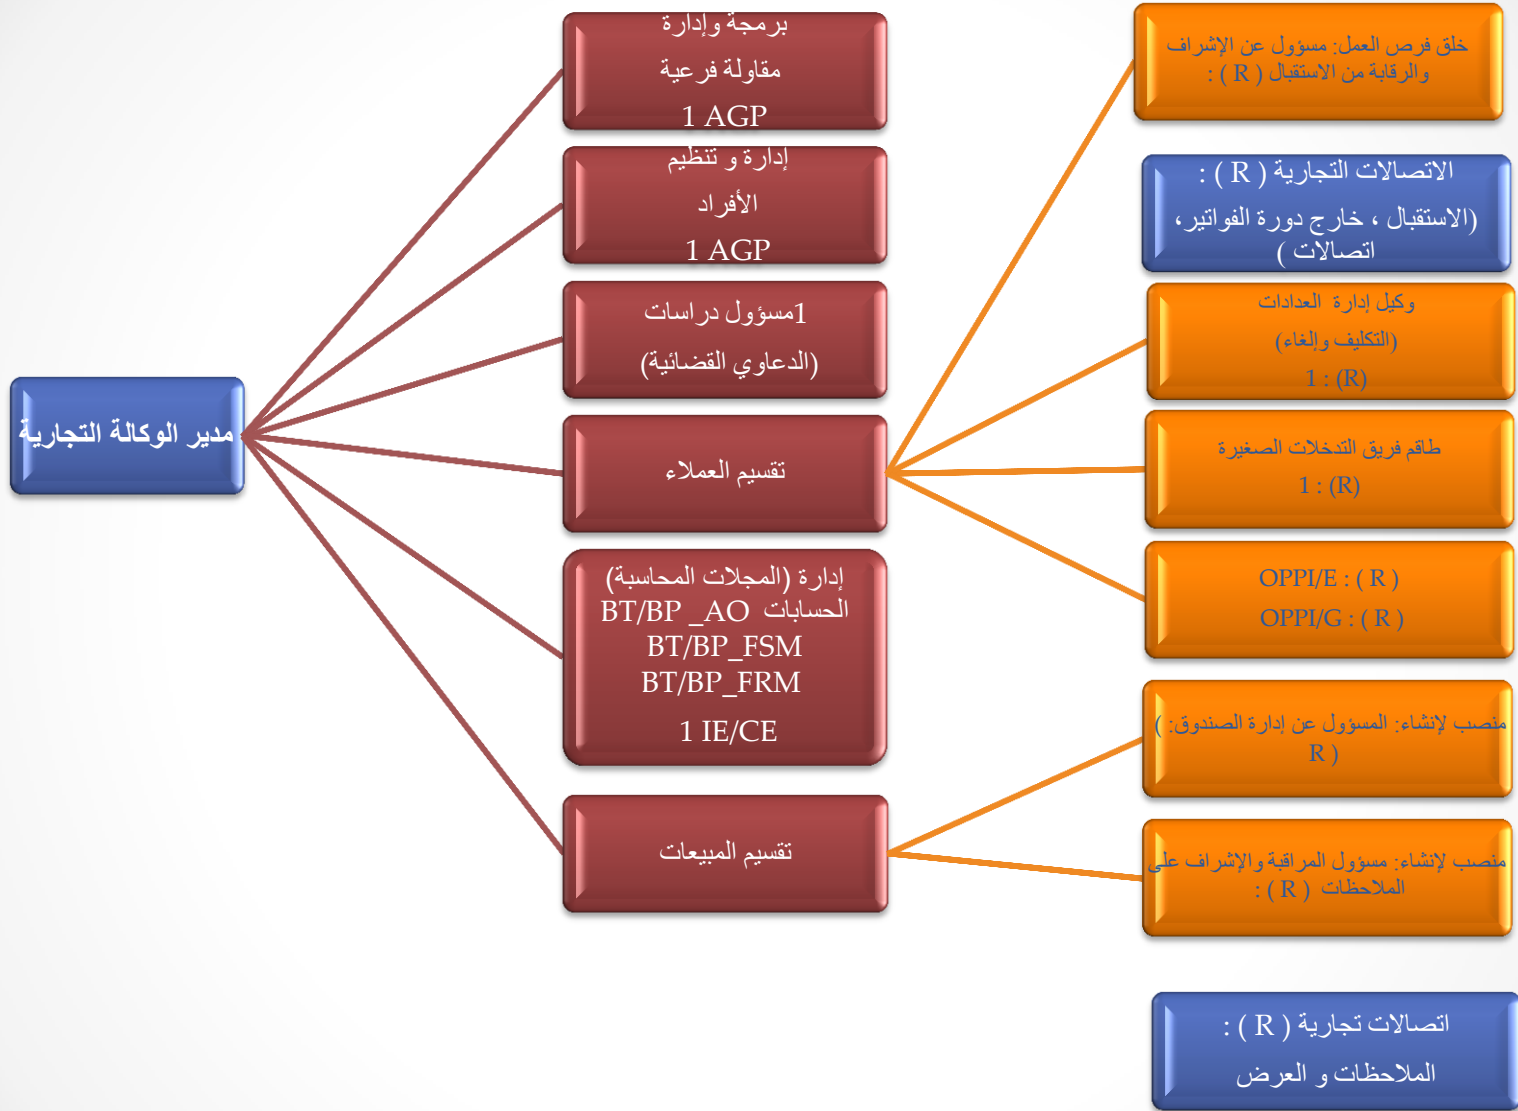 مدير الوكالة التجارية
برمجة وإدارة
مقاولة فرعية
1 AGP
إدارة و تنظيم
الأفراد
1 AGP
1مسؤول دراسات
(الدعاوي القضائية)
تقسيم العملاء
إدارة (المجلات المحاسبة)
الحسابات BT/BP _AO
BT/BP_FSM
BT/BP_FRM
1 IE/CE
تقسيم المبيعات
خلق فرص العمل: مسؤول عن الإشراف
والرقابة من الاستقبال ( R ) :
الاتصالات التجارية ( R ) :
(الاستقبال ، خارج دورة الفواتير،
اتصالات )
وكيل إدارة العدادات
(التكليف وإلغاء)
1 : (R)
طاقم فريق التدخلات الصغيرة
1 : (R)
OPPI/E : ( R )
OPPI/G : ( R )
منصب لإنشاء: المسؤول عن إدارة الصندوق: )
R )
منصب لإنشاء: مسؤول المراقبة والإشراف على
الملاحظات ( R ) :
اتصالات تجارية ( R ) :
الملاحظات و العرض